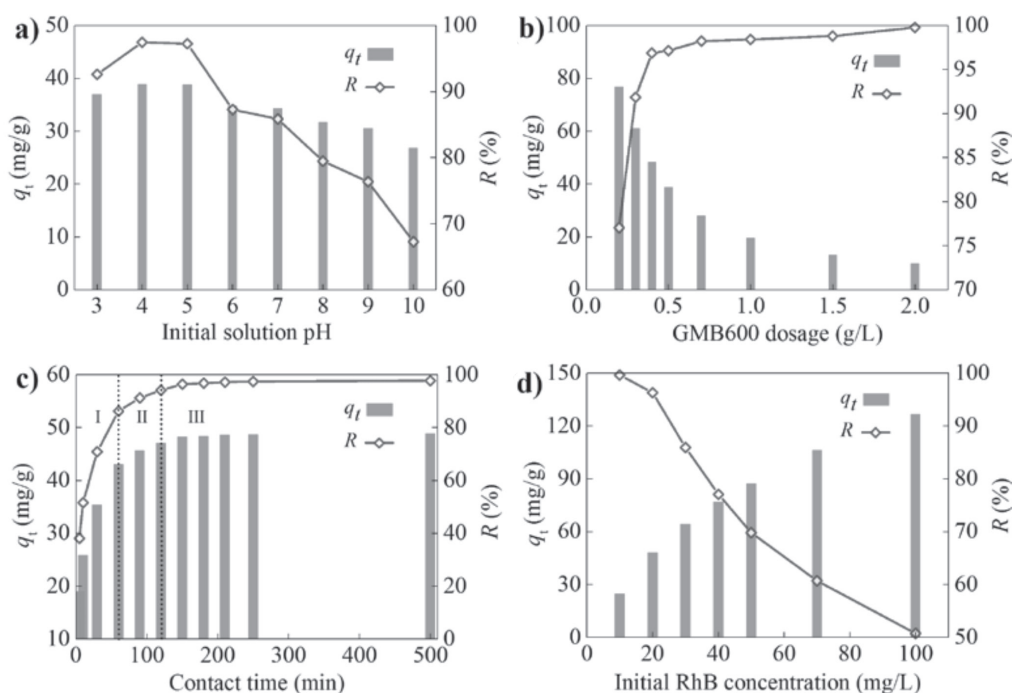 a)
50
40
30
20
10
0
q_t (mg/g)
100
90
80
70
60
R (%)
q_t
R
3 4 5 6 7 8 9 10
Initial solution pH
b)
100
80
60
40
20
0
q_t (mg/g)
100
95
90
85
80
75
70
R (%)
q_t
R
0.0 0.5 1.0 1.5 2.0
GMB600 dosage (g/L)
c)
60
50
40
30
20
10
q_t (mg/g)
100
80
60
40
20
0
R (%)
I II III
q_t
R
0 100 200 300 400 500
Contact time (min)
d)
150
120
90
60
30
0
q_t (mg/g)
100
90
80
70
60
50
R (%)
q_t
R
0 20 40 60 80 100
Initial RhB concentration (mg/L)